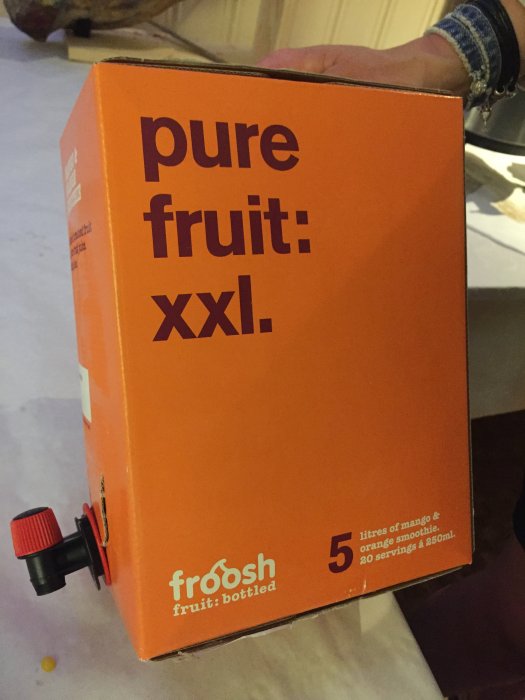 pure
fruit:
xxl.
5
litres of mango &
orange smoothie.
20 servings à 250ml.
froosh
fruit: bottled